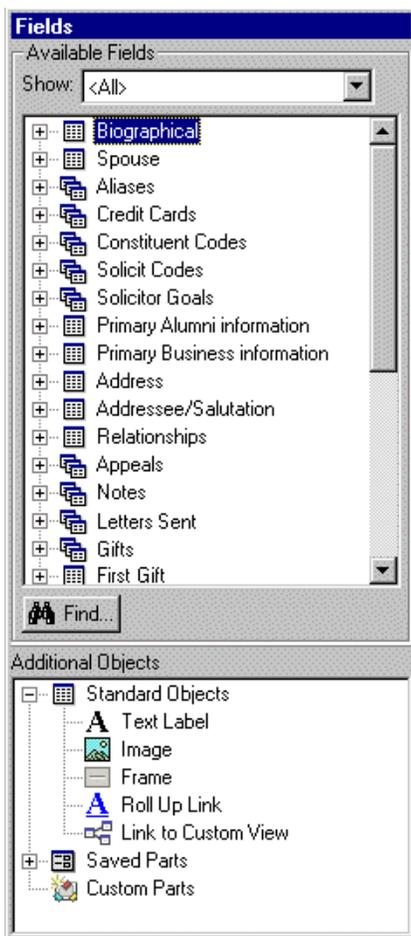 Fields
Available Fields
Show: <All>
Biographical
Spouse
Aliases
Credit Cards
Constituent Codes
Solicit Codes
Solicitor Goals
Primary Alumni information
Primary Business information
Address
Addressee/Salutation
Relationships
Appeals
Notes
Letters Sent
Gifts
First Gift
Find...
Additional Objects
Standard Objects
A Text Label
Image
Frame
A Roll Up Link
Link to Custom View
Saved Parts
Custom Parts